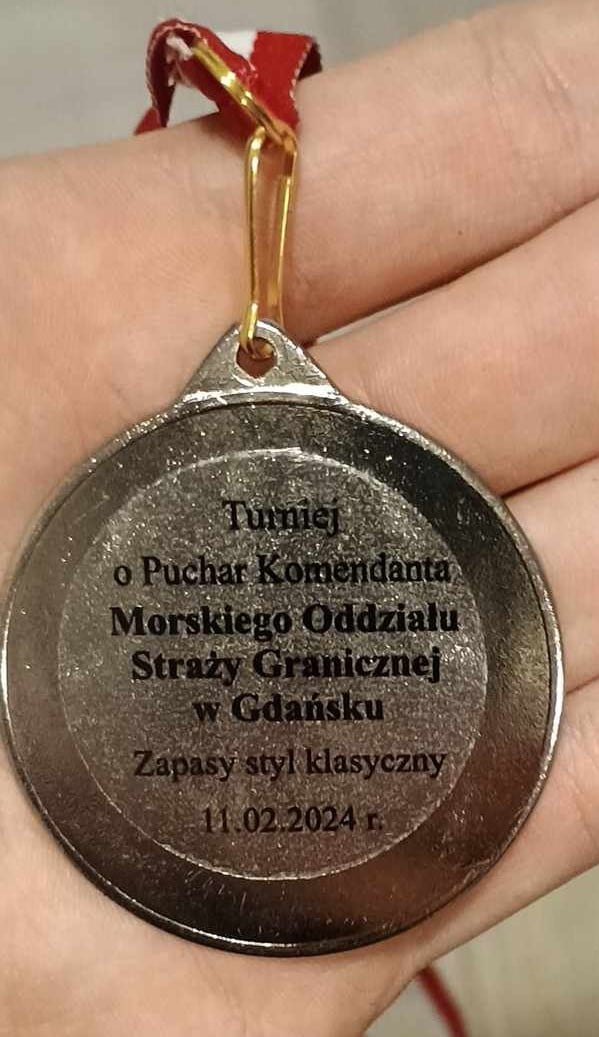 Turniej
o Puchar Komendanta
Morskiego Oddziału
Straży Granicznej
w Gdańsku
Zapasy styl klasyczny
11.02.2024 r.